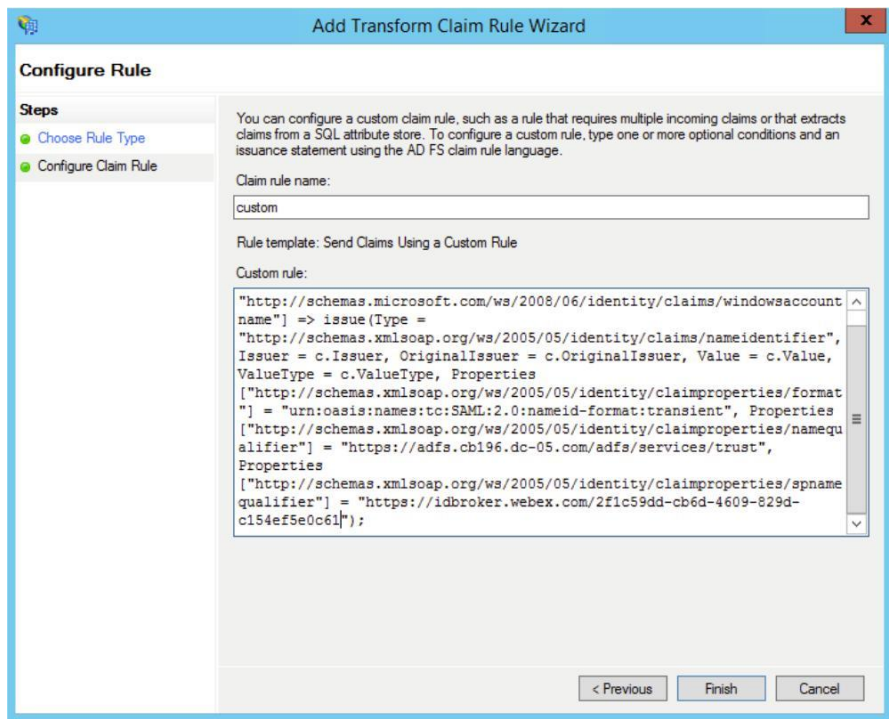 Add Transform Claim Rule Wizard
x
Configure Rule
Steps
Choose Rule Type
Configure Claim Rule
You can configure a custom claim rule, such as a rule that requires multiple incoming claims or that extracts
claims from a SQL attribute store. To configure a custom rule, type one or more optional conditions and an
issuance statement using the AD FS claim rule language.
Claim rule name:
custom
Rule template: Send Claims Using a Custom Rule
Custom rule:
"http://schemas.microsoft.com/ws/2008/06/identity/claims/windowsaccount
name"] => issue(Type =
"http://schemas.xmlsoap.org/ws/2005/05/identity/claims/nameidentifier",
Issuer = c.Issuer, OriginalIssuer = c.OriginalIssuer, Value = c.Value,
ValueType = c.ValueType, Properties
["http://schemas.xmlsoap.org/ws/2005/05/identity/claimproperties/format
"] = "urn:oasis:names:tc:SAML:2.0:nameid-format:transient", Properties
["http://schemas.xmlsoap.org/ws/2005/05/identity/claimproperties/namequ
alifier"] = "https://adfs.cb196.dc-05.com/adfs/services/trust",
Properties
["http://schemas.xmlsoap.org/ws/2005/05/identity/claimproperties/spname
qualifier"] = "https://idbroker.webex.com/2f1c59dd-cb6d-4609-829d-
c154ef5e0c61");
< Previous
Finish
Cancel